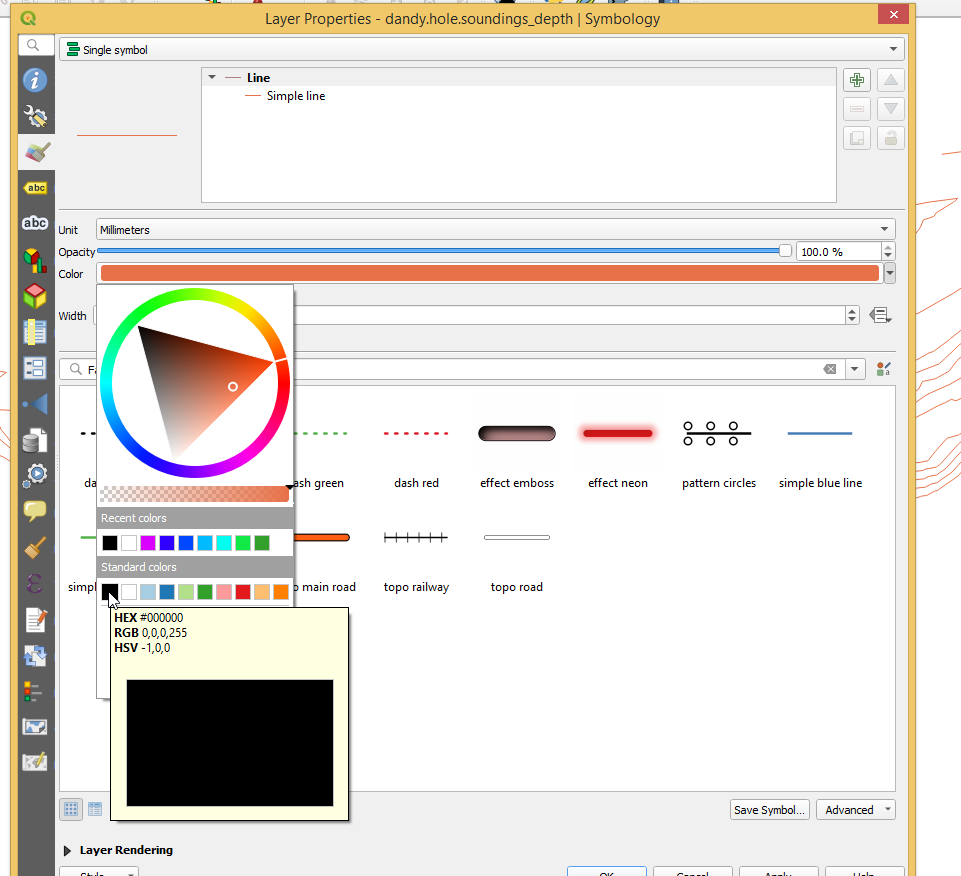 Layer Properties - dandy.hole.soundings_depth | Symbology
Single symbol
Line
Simple line
abc
abc
Unit
Millimeters
Opacity
100.0 %
Color
Width
Fa
da
ash green
dash red
effect emboss
effect neon
pattern circles
simple blue line
Recent colors
Standard colors
simpl
o main road
topo railway
topo road
HEX #000000
RGB 0,0,0,255
HSV -1,0,0
Save Symbol...
Advanced
Layer Rendering
Style
OK
Cancel
Apply
Help